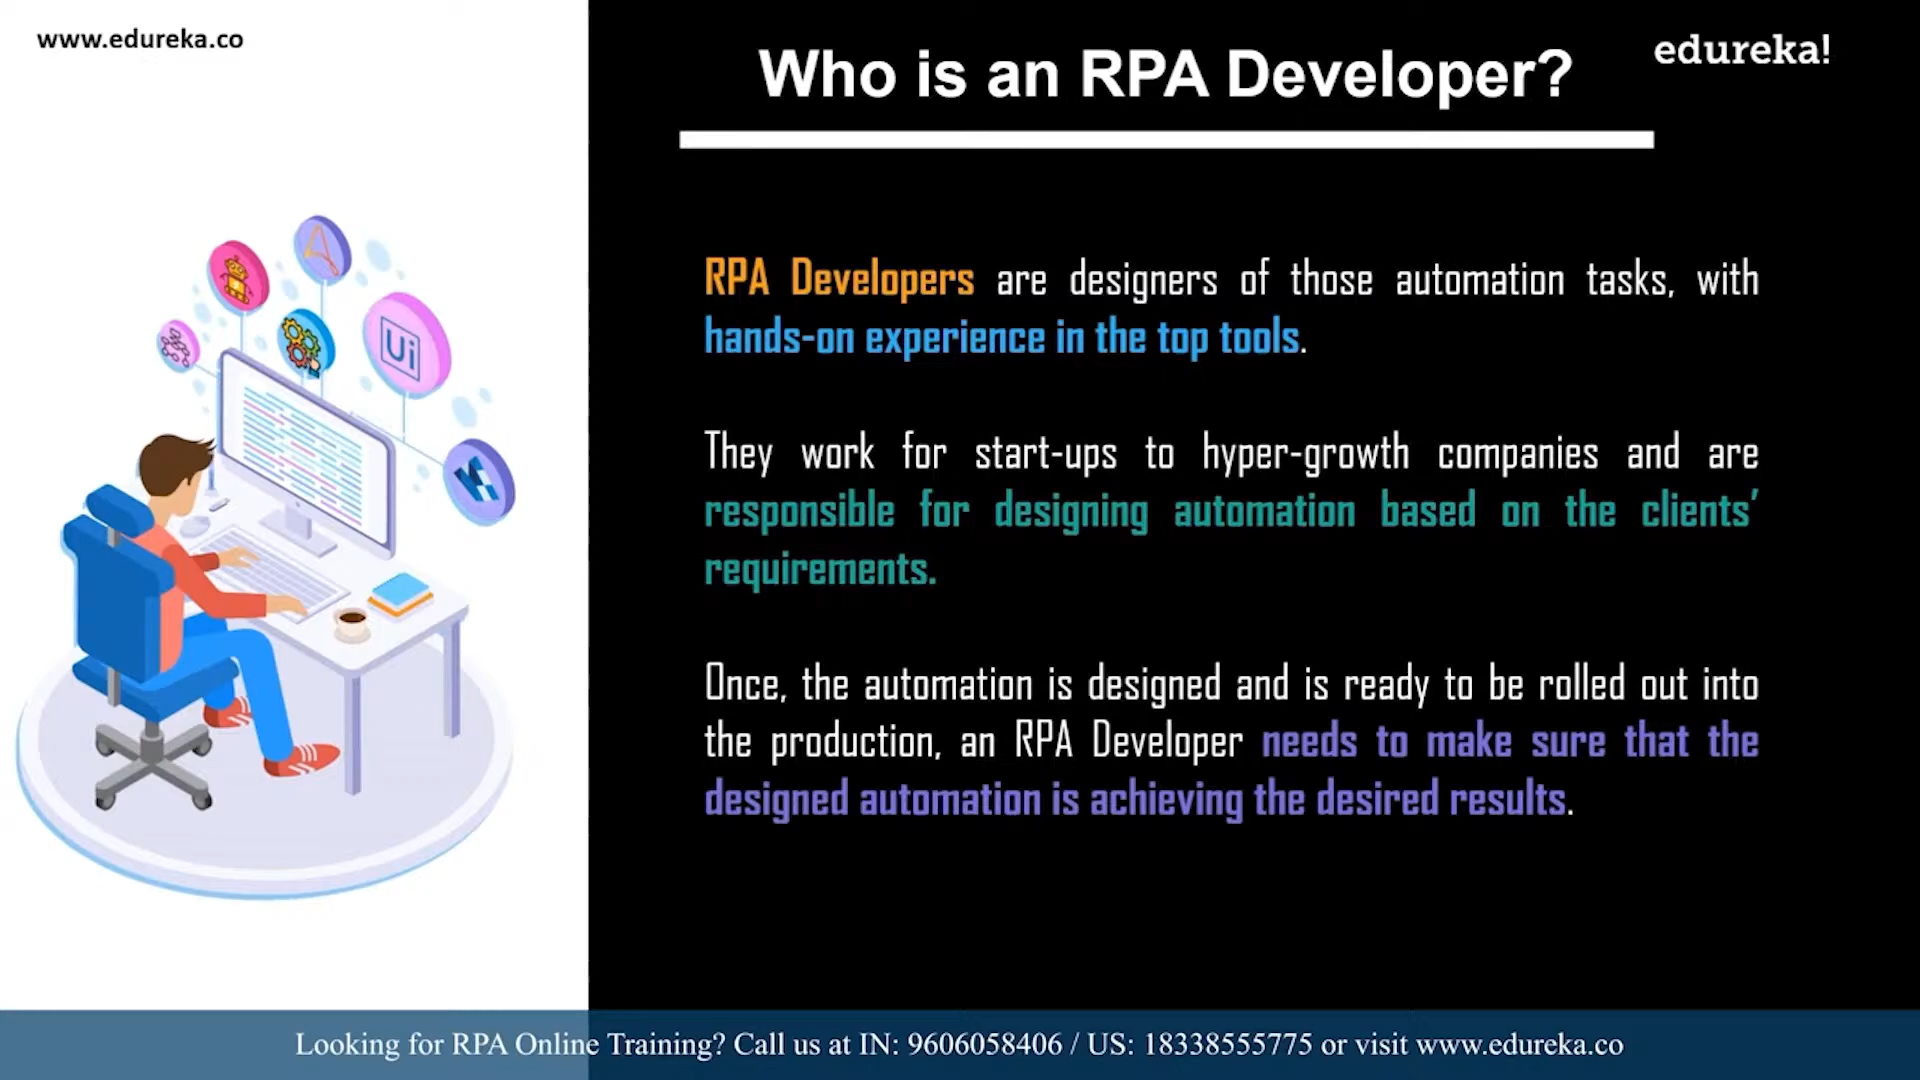 www.edureka.co
Who is an RPA Developer?
edureka!
RPA Developers are designers of those automation tasks, with
hands-on experience in the top tools.
They work for start-ups to hyper-growth companies and are
responsible for designing automation based on the clients’
requirements.
Once, the automation is designed and is ready to be rolled out into
the production, an RPA Developer needs to make sure that the
designed automation is achieving the desired results.
Ui
Looking for RPA Online Training? Call us at IN: 9606058406 / US: 18338555775 or visit www.edureka.co